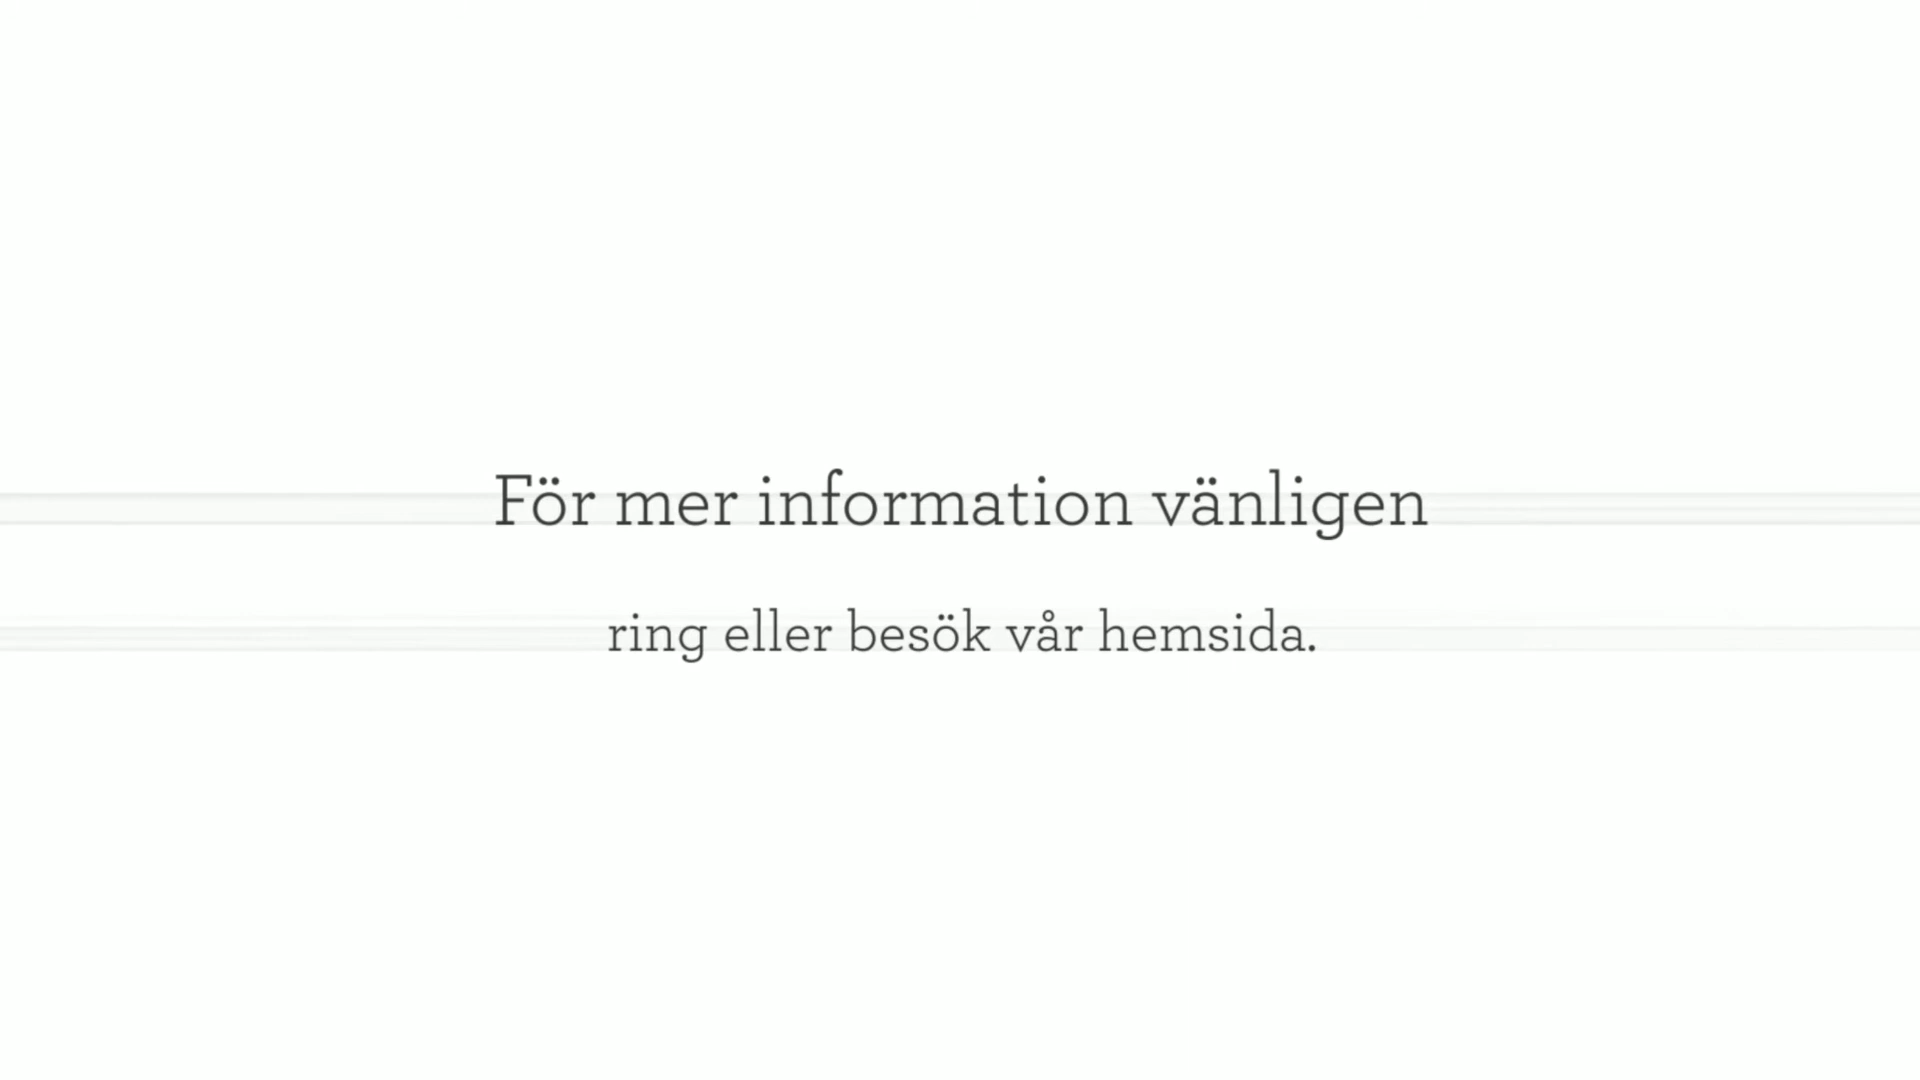 För mer information vänligen
ring eller besök vår hemsida.